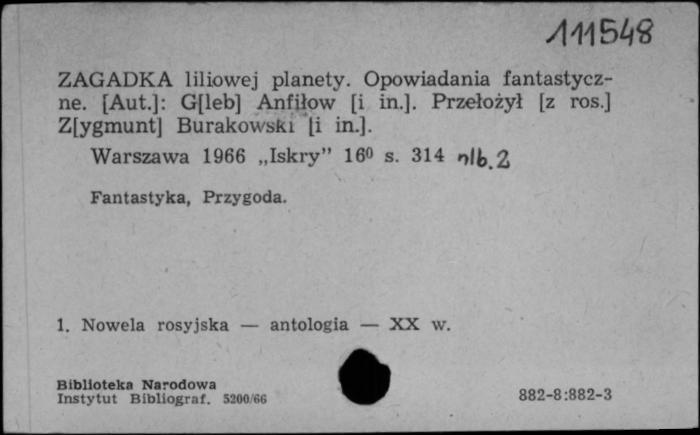 111548
ZAGADKA liliowej planety. Opowiadania fantastycz-
ne. [Aut.]: G[leb] Anfiłow [i in.]. Przełożył [z ros.]
Z[ygmunt] Burakowski [i in.].
Warszawa 1966 „Iskry” 16⁰ s. 314 nlb. 2
Fantastyka, Przygoda.
1. Nowela rosyjska — antologia — XX w.
Biblioteka Narodowa
Instytut Bibliograf. 5200/66
882-8:882-3